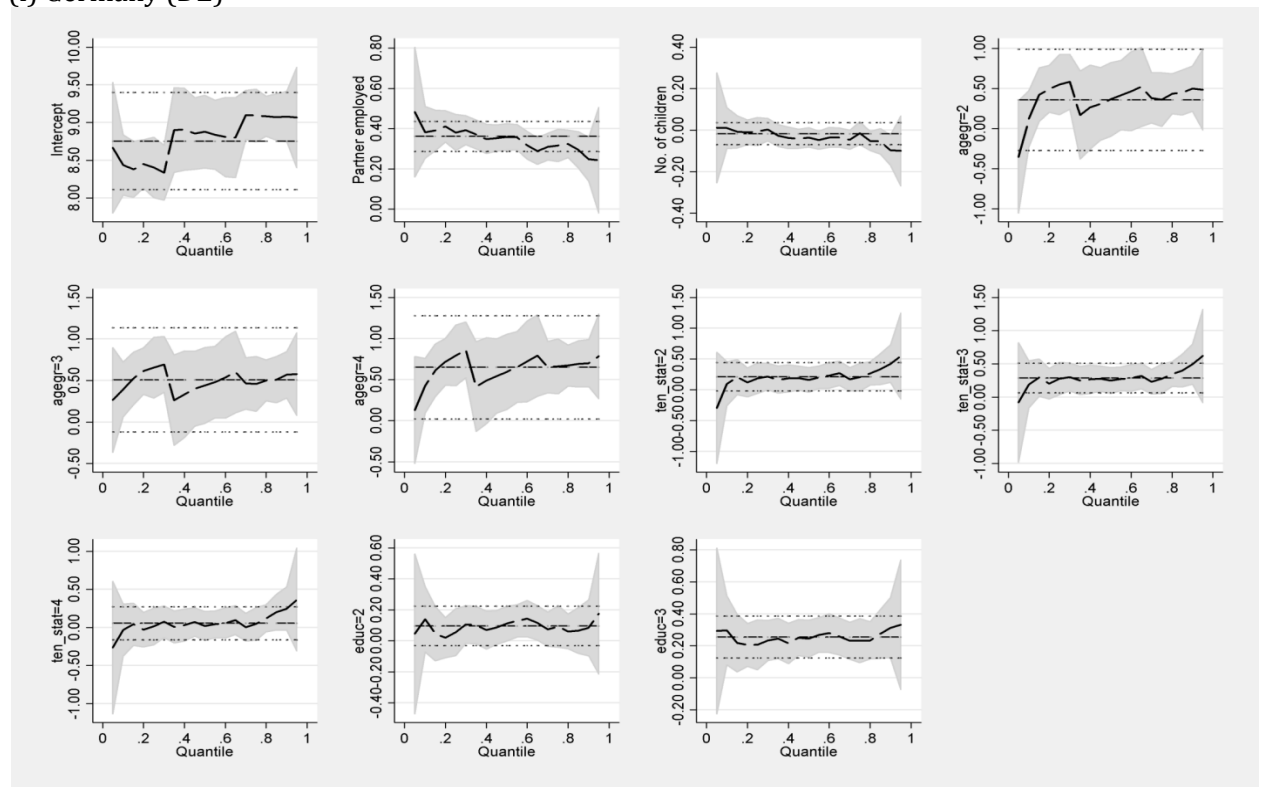 (i) Germany (DE)
Intercept
8.00 8.50 9.00 9.50 10.00
0 .2 .4 .6 .8 1
Quantile
Partner employed
0.00 0.20 0.40 0.60 0.80
0 .2 .4 .6 .8 1
Quantile
No. of children
-0.40 -0.20 0.00 0.20 0.40
0 .2 .4 .6 .8 1
Quantile
agegr=2
-1.00 -0.50 0.00 0.50 1.00
0 .2 .4 .6 .8 1
Quantile
agegr=3
-0.50 0.00 0.50 1.00 1.50
0 .2 .4 .6 .8 1
Quantile
agegr=4
-0.50 0.00 0.50 1.00 1.50
0 .2 .4 .6 .8 1
Quantile
ten_stat=2
-1.00 -0.50 0.00 0.50 1.00 1.50
0 .2 .4 .6 .8 1
Quantile
ten_stat=3
-1.00 -0.50 0.00 0.50 1.00 1.50
0 .2 .4 .6 .8 1
Quantile
ten_stat=4
-1.00 -0.50 0.00 0.50 1.00
0 .2 .4 .6 .8 1
Quantile
educ=2
-0.40 -0.20 0.00 0.20 0.40 0.60
0 .2 .4 .6 .8 1
Quantile
educ=3
-0.20 0.00 0.20 0.40 0.60 0.80
0 .2 .4 .6 .8 1
Quantile